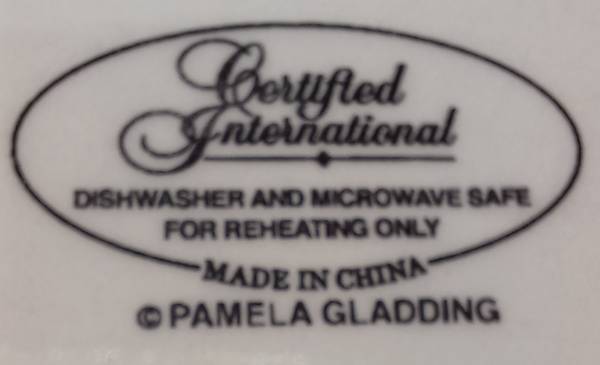 Certified
International
DISHWASHER AND MICROWAVE SAFE
FOR REHEATING ONLY
MADE IN CHINA
© PAMELA GLADDING